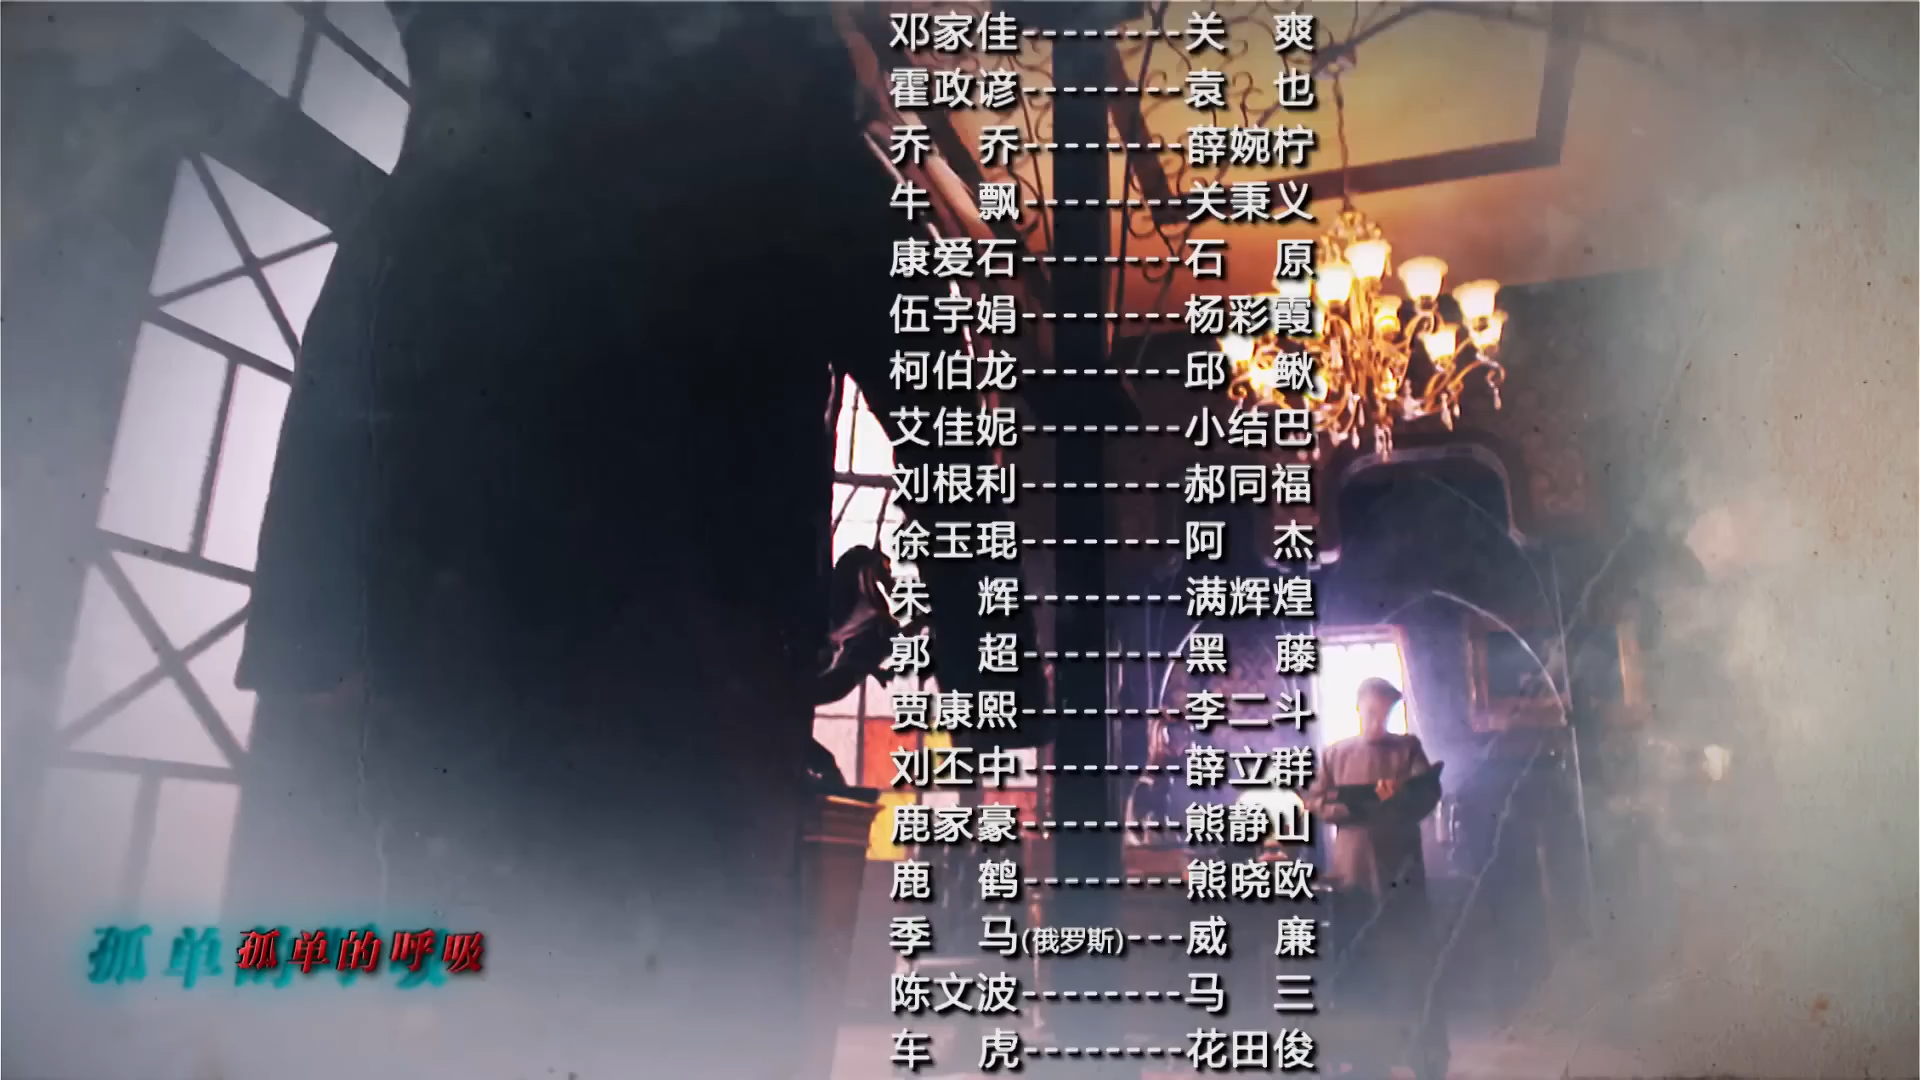 邓家佳--------关 爽
霍政谚--------袁 也
乔 乔--------薛婉柠
牛 飘--------关秉义
康爱石--------石 原
伍宇娟--------杨彩霞
柯伯龙--------邱 鳅
艾佳妮--------小结巴
刘根利--------郝同福
徐玉琨--------阿 杰
朱 辉--------满辉煌
郭 超--------黑 藤
贾康熙--------李二斗
刘丕中--------薛立群
鹿家豪--------熊静山
鹿 鹤--------熊晓欧
季 马(俄罗斯)---威 廉
陈文波--------马 三
车 虎--------花田俊
孤单的呼吸